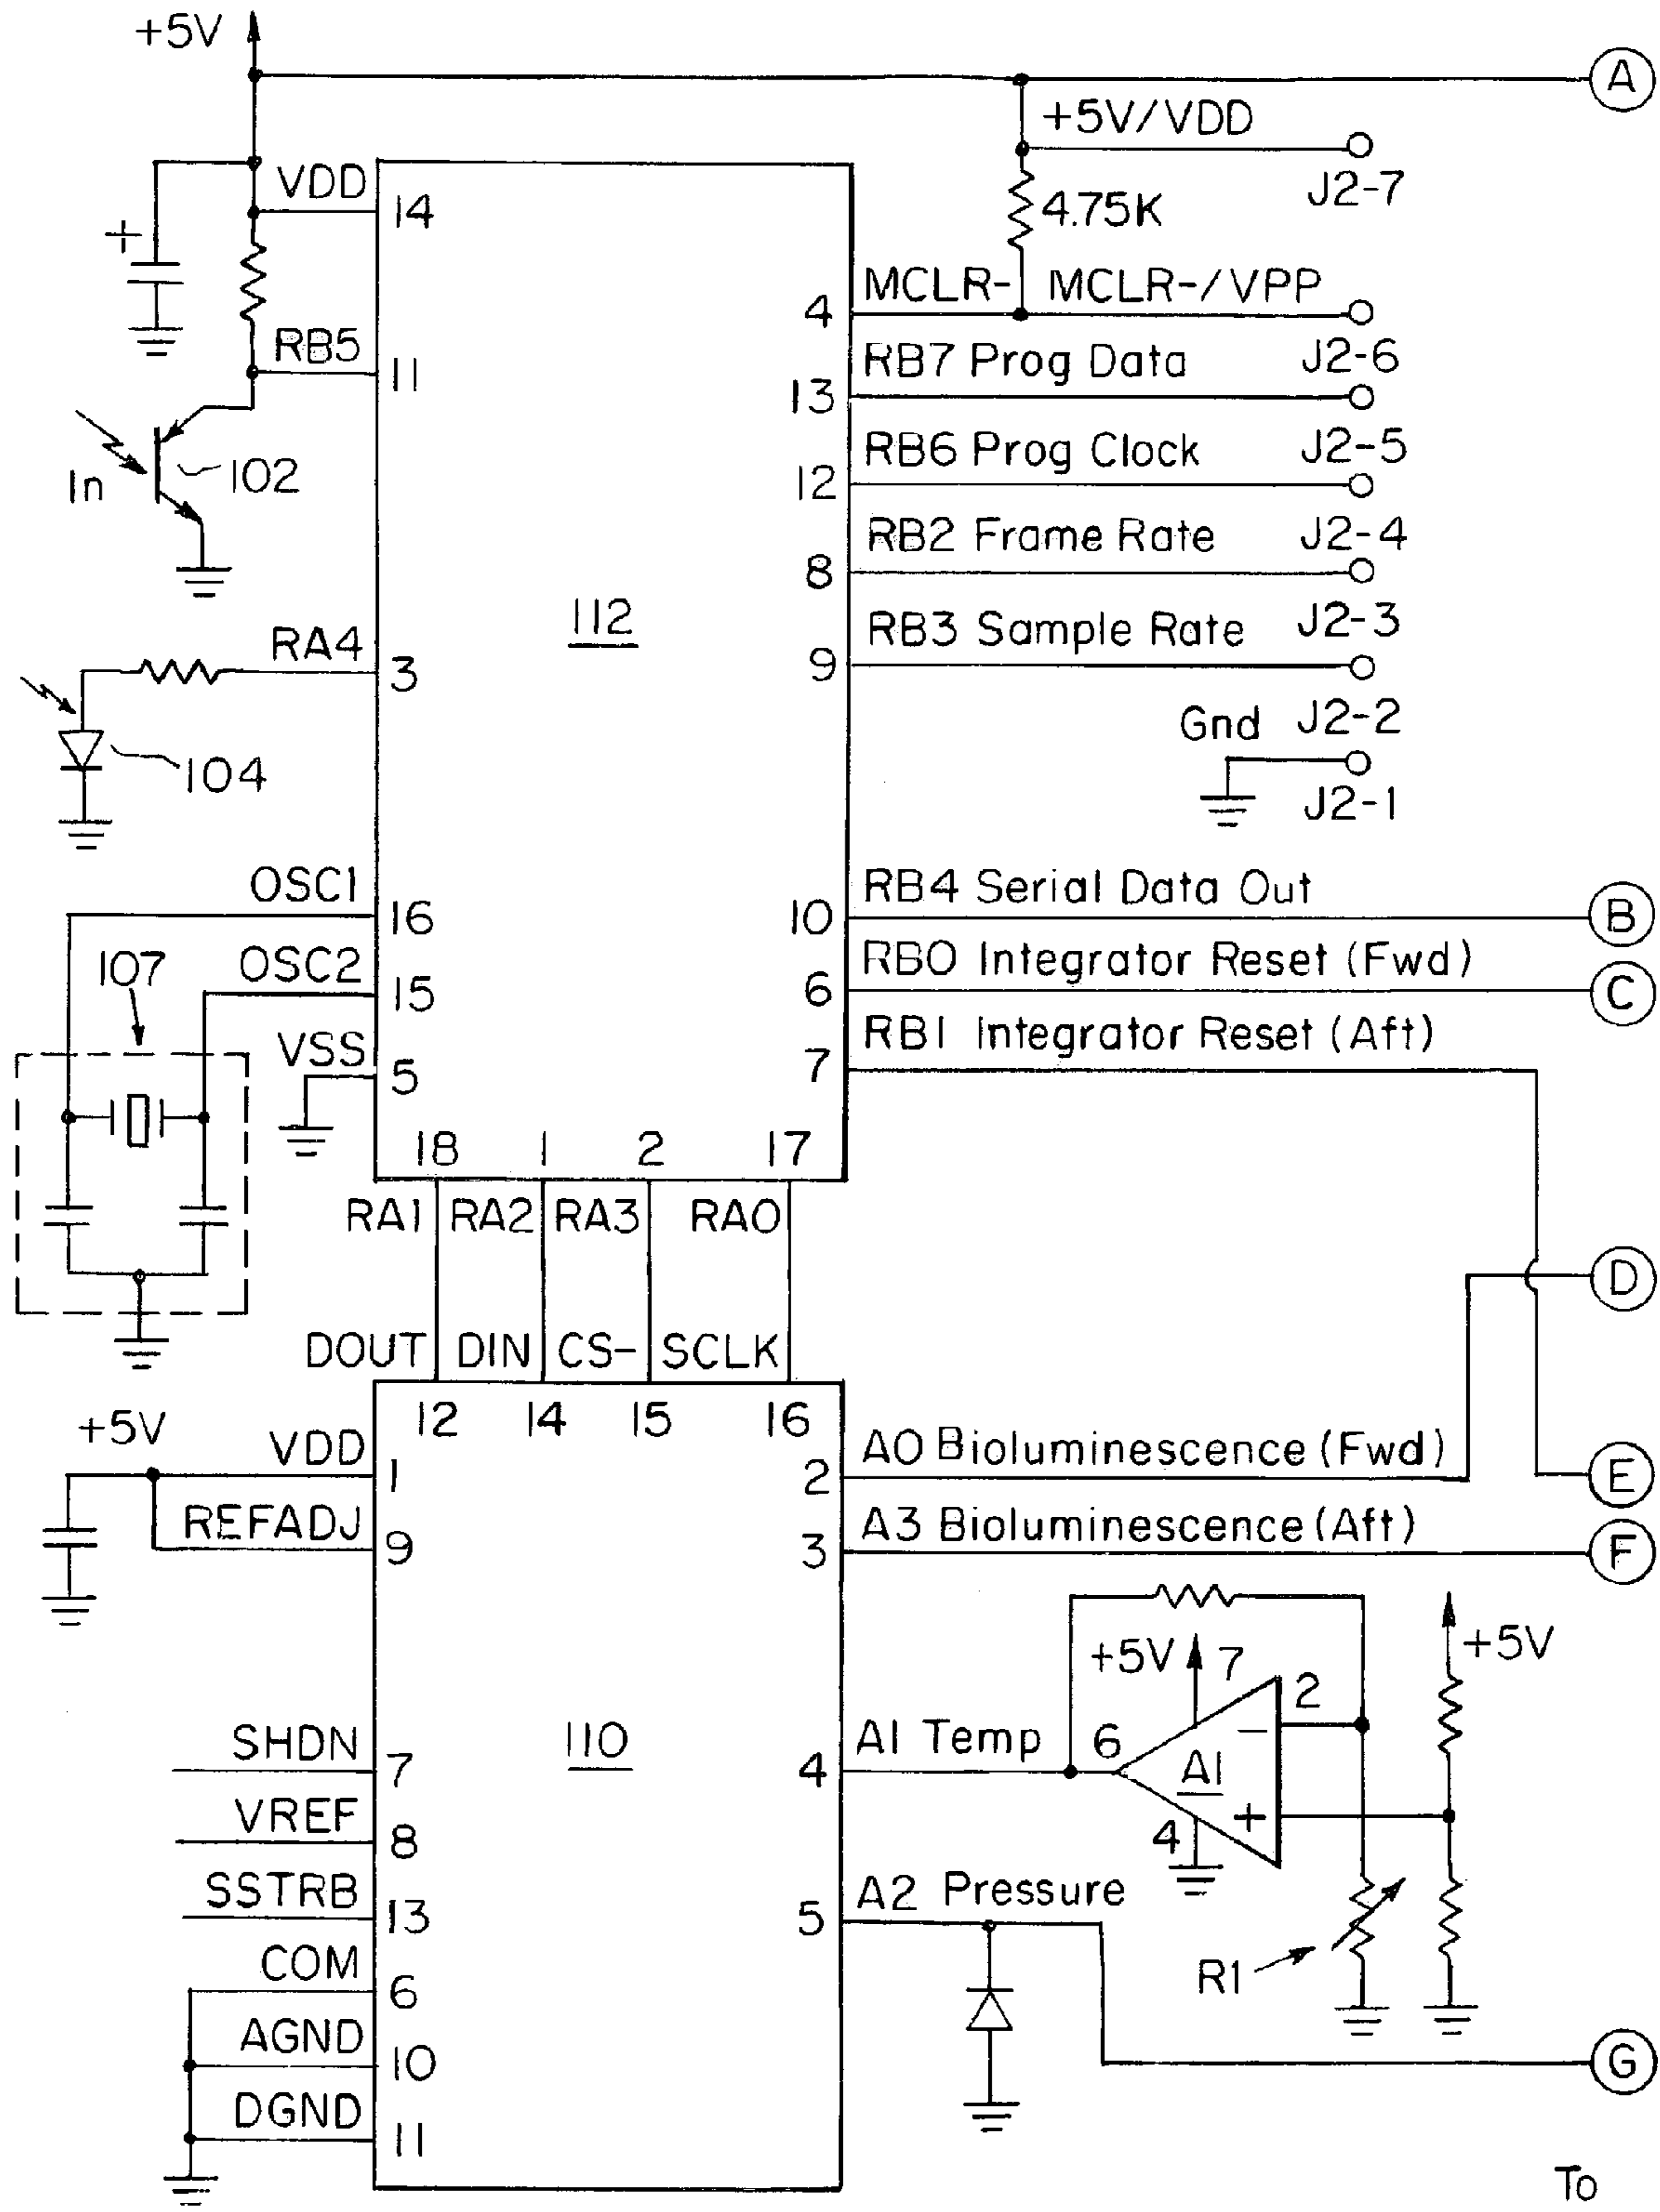 +5V
A
+5V/VDD
J2-7
VDD
14
4.75K
+
MCLR-
MCLR-/VPP
4
J2-6
RB5
11
RB7 Prog Data
13
J2-5
In
102
RB6 Prog Clock
12
J2-4
RB2 Frame Rate
8
J2-3
112
RA4
3
RB3 Sample Rate
9
J2-2
104
Gnd
J2-1
OSC1
16
RB4 Serial Data Out
10
B
107
OSC2
15
RB0 Integrator Reset (Fwd)
6
C
VSS
5
RB1 Integrator Reset (Aft)
7
18 1 2 17
RA1 RA2 RA3 RA0
D
DOUT DIN CS- SCLK
12 14 15 16
+5V
VDD
1
A0 Bioluminescence (Fwd)
2
E
REFADJ
9
A3 Bioluminescence (Aft)
3
F
+5V 7
+5V
2
SHDN
7
110
A1 Temp
4
6
A1
−
+
4
VREF
8
SSTRB
13
A2 Pressure
5
COM
6
R1
AGND
10
G
DGND
11
To